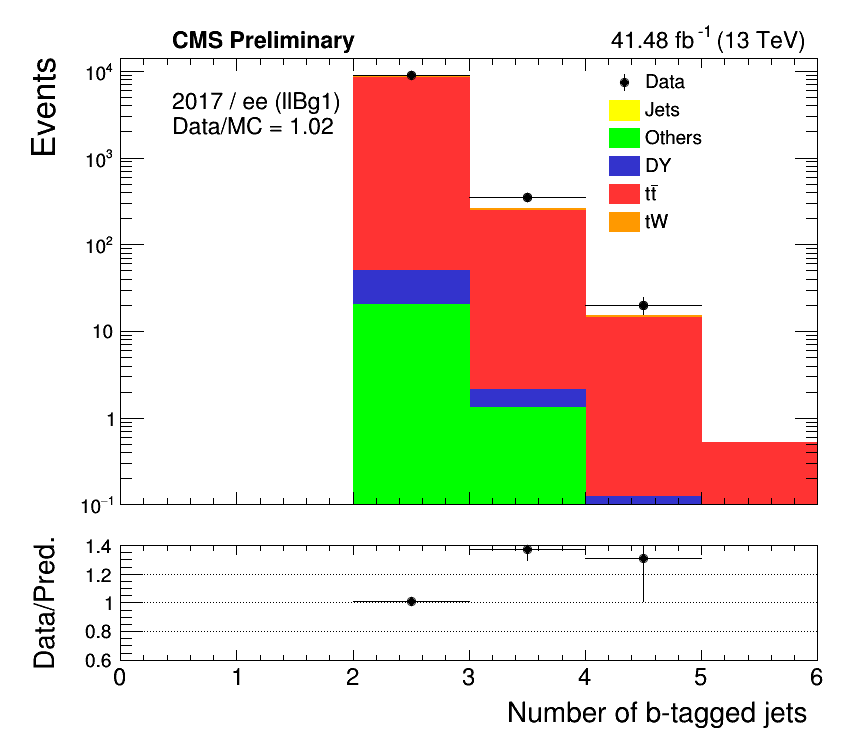 CMS Preliminary
41.48 fb⁻¹ (13 TeV)
Events
10⁴
10³
10²
10
1
10⁻¹
2017 / ee (llBg1)
Data/MC = 1.02
Data
Jets
Others
DY
tt̄
tW
Data/Pred.
1.4
1.2
1
0.8
0.6
0 1 2 3 4 5 6
Number of b-tagged jets